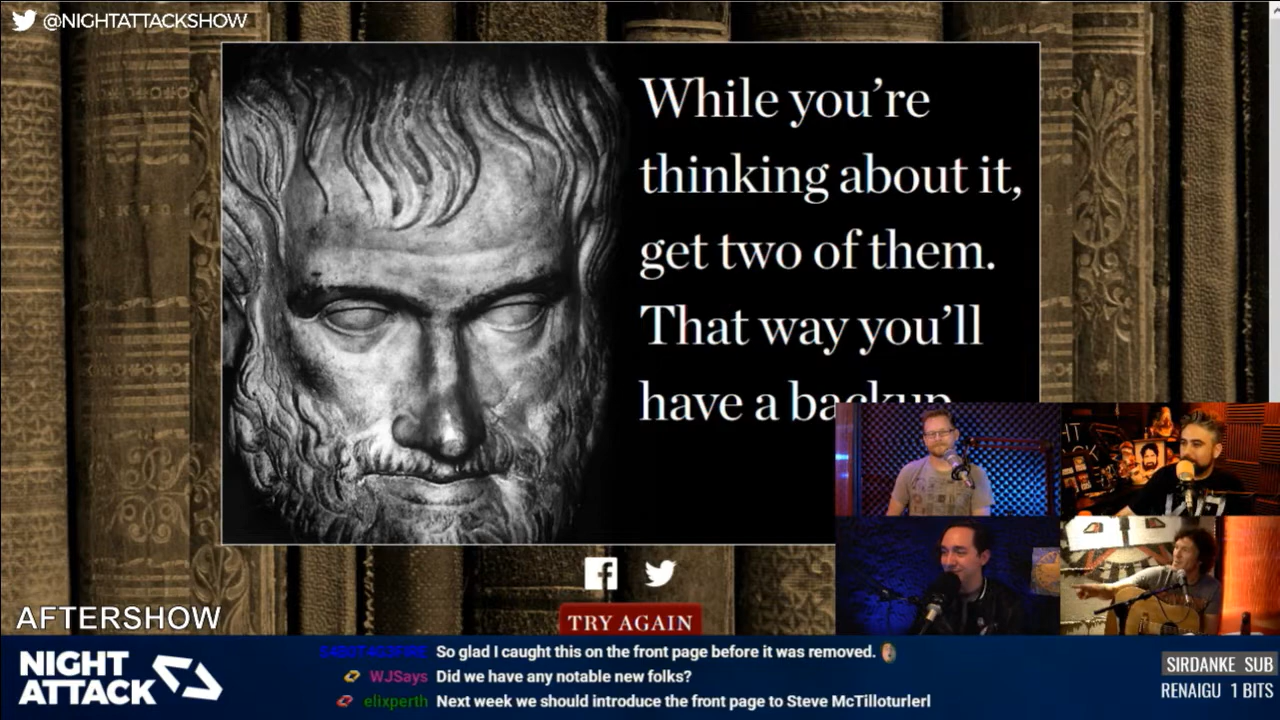 @NIGHTATTACKSHOW
While you’re
thinking about it,
get two of them.
That way you’ll
have a backup
TRY AGAIN
AFTERSHOW
NIGHT
ATTACK
So glad I caught this on the front page before it was removed.
WJSays Did we have any notable new folks?
elixperth Next week we should introduce the front page to Steve McTilloturlerl
SIRDANKE SUB
RENAIGU 1 BITS